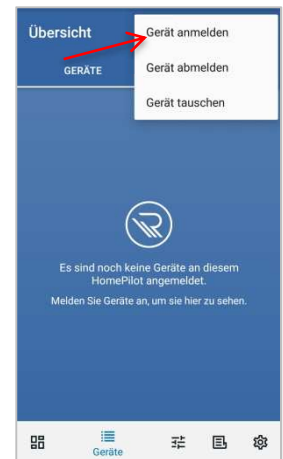 Übersicht
Gerät anmelden
GERÄTE
Gerät abmelden
Gerät tauschen
Es sind noch keine Geräte an diesem
HomePilot angemeldet.
Melden Sie Geräte an, um sie hier zu sehen.
Geräte